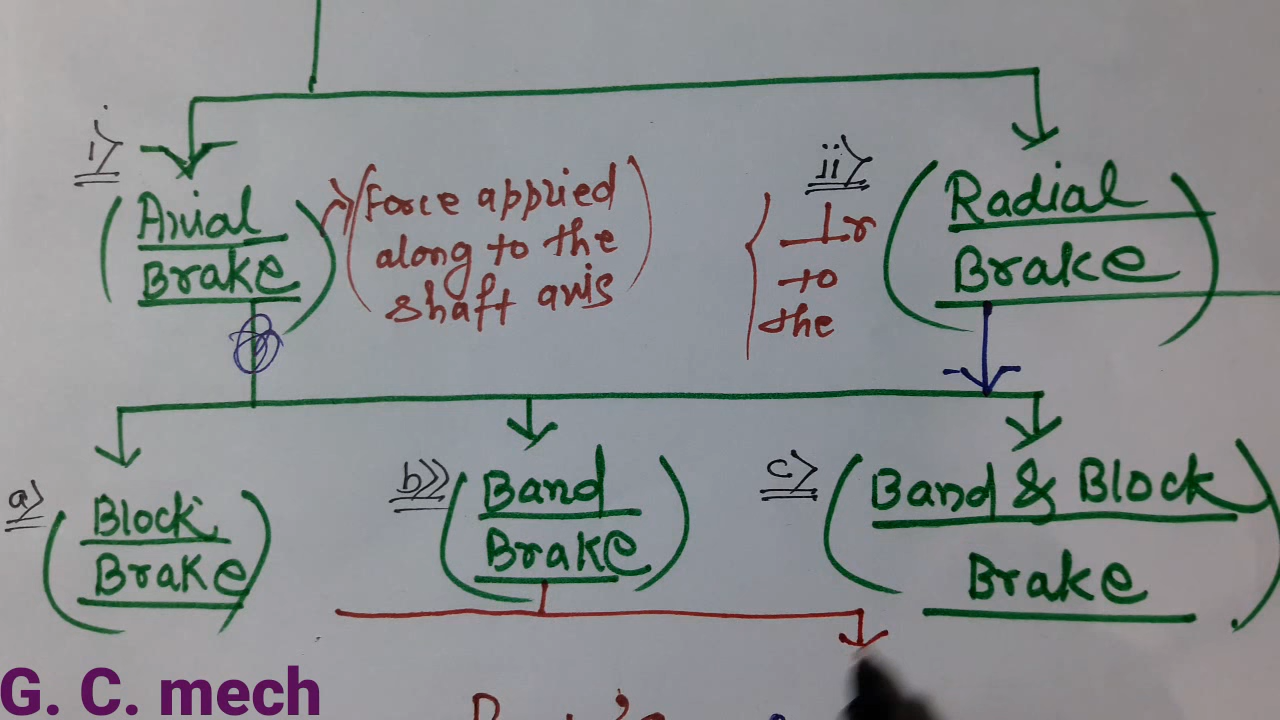 i>
Axial
Brake
(Force applied
along to the
shaft axis
ii>
⊥r
to
the
Radial
Brake
a>
Block
Brake
b>>
Band
Brake
c>
Band & Block
Brake
G. C. mech